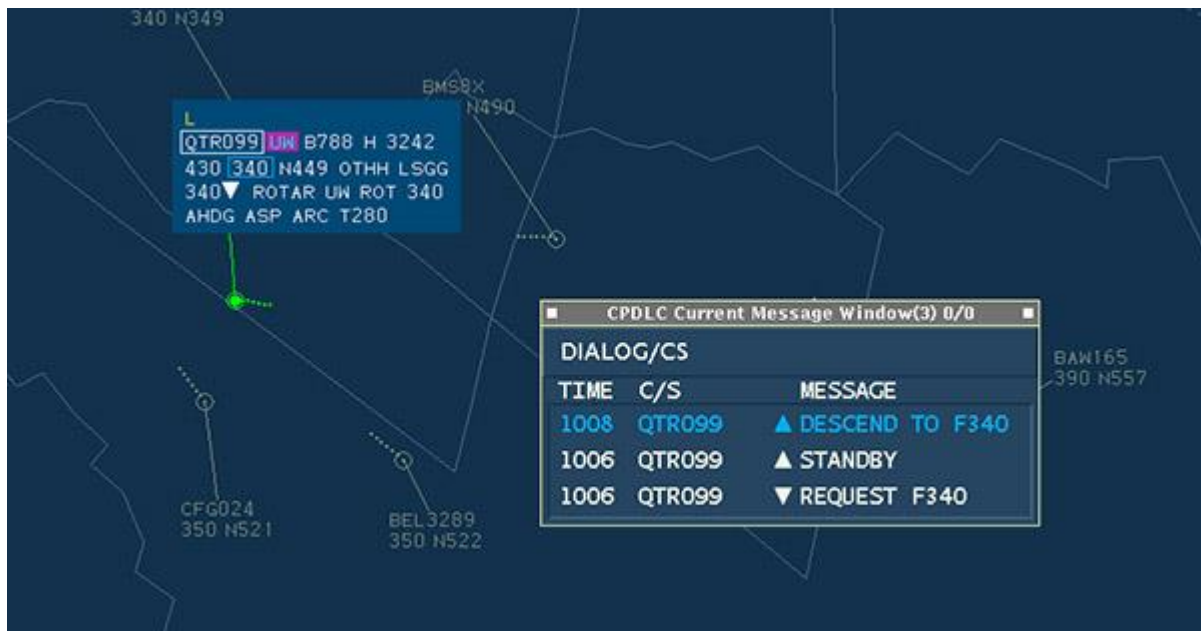 340 N349
BMS8X
N490
L
QTR099 UW B788 H 3242
430 340 N449 OTHH LSGG
340▼ ROTAR UW ROT 340
AHDG ASP ARC T280
CPDLC Current Message Window(3) 0/0
DIALOG/CS
TIME C/S MESSAGE
1008 QTR099 ▲ DESCEND TO F340
1006 QTR099 ▲ STANDBY
1006 QTR099 ▼ REQUEST F340
BAW165
390 N557
CFG024
350 N521
BEL3289
350 N522